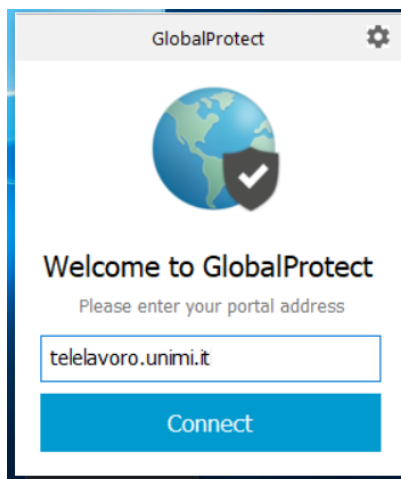 GlobalProtect
Welcome to GlobalProtect
Please enter your portal address
telelavoro.unimi.it
Connect